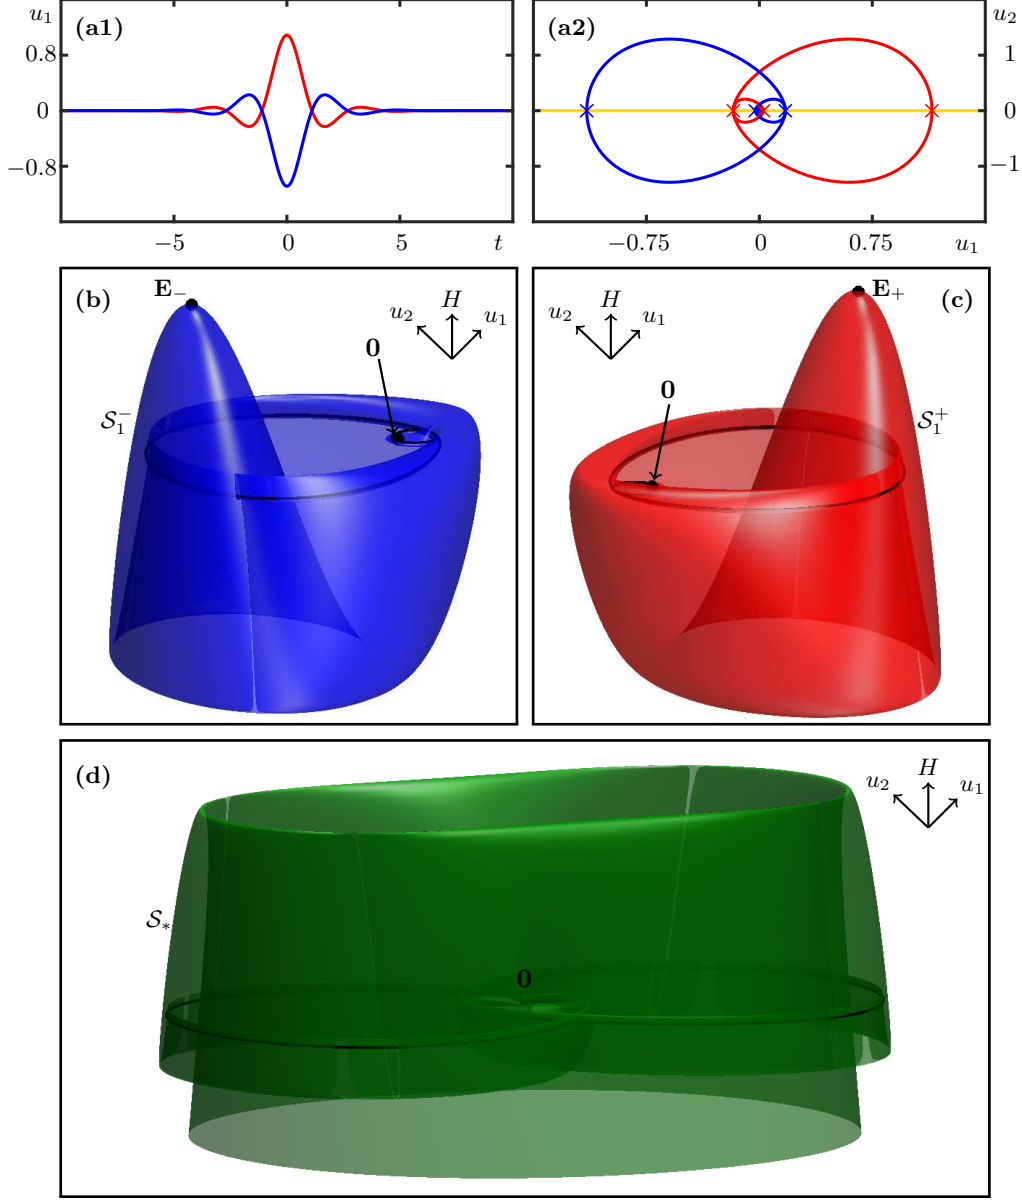 u₁ (a1)
0.8
0
−0.8
−5 0 5 t
(a2) u₂
1
0
−1
−0.75 0 0.75 u₁
(b) E₋
H
u₂ u₁
0
S₁⁻
(c) E₊
H
u₂ u₁
0
S₁⁺
(d)
H
u₂ u₁
S∗
0